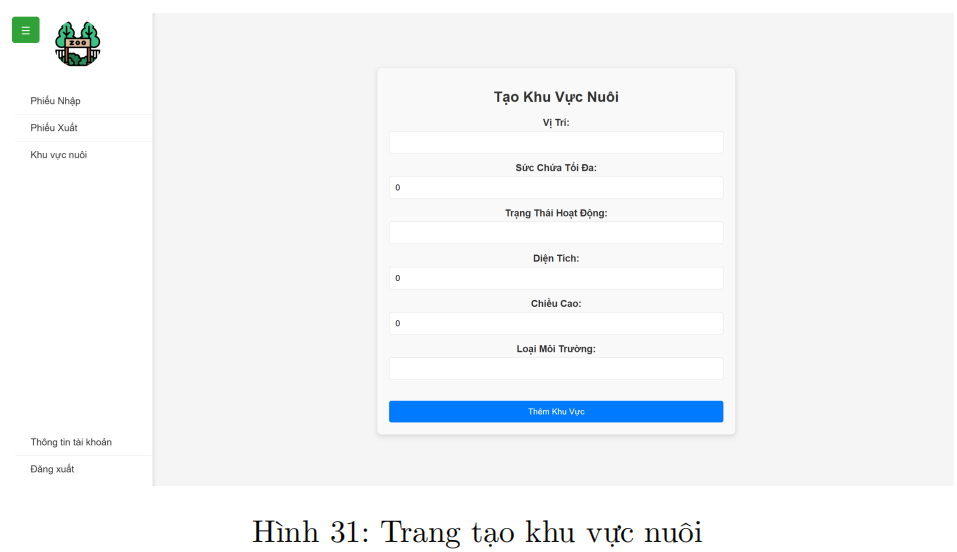 ☰
ZOO
Phiếu Nhập
Phiếu Xuất
Khu vực nuôi
Thông tin tài khoản
Đăng xuất
Tạo Khu Vực Nuôi
Vị Trí:
Sức Chứa Tối Đa:
0
Trạng Thái Hoạt Động:
Diện Tích:
0
Chiều Cao:
0
Loại Môi Trường:
Thêm Khu Vực
Hình 31: Trang tạo khu vực nuôi